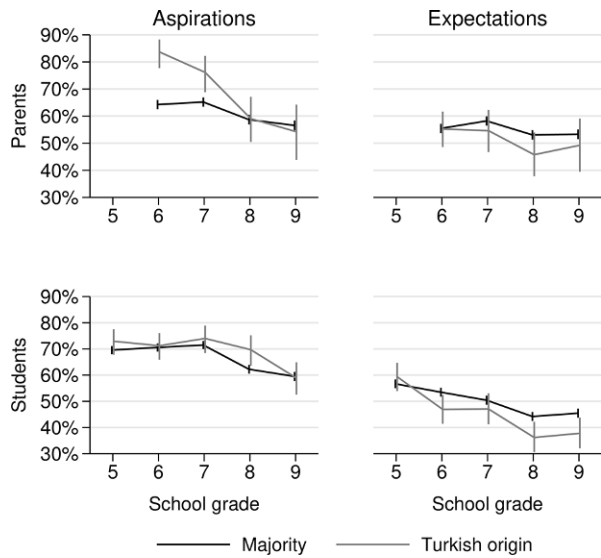 Aspirations
Expectations
Parents
90%
80%
70%
60%
50%
40%
30%
5 6 7 8 9
5 6 7 8 9
Students
90%
80%
70%
60%
50%
40%
30%
5 6 7 8 9
5 6 7 8 9
School grade
School grade
Majority
Turkish origin